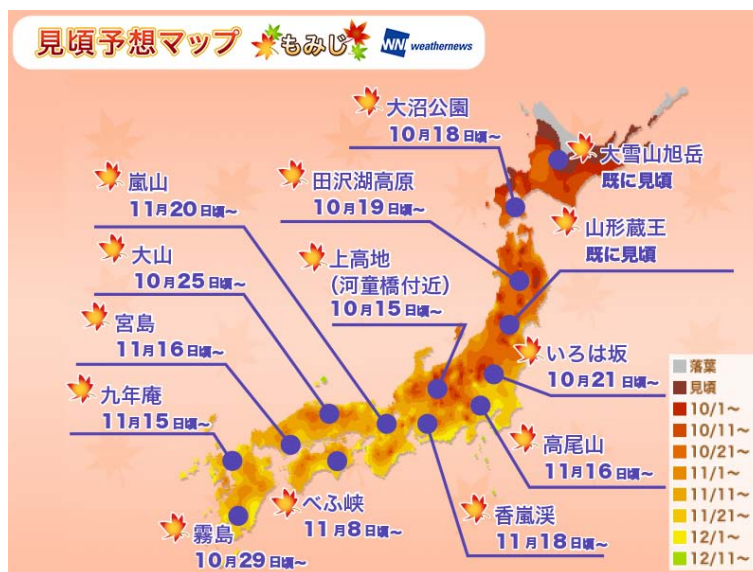 見頃予想マップ もみじ WN weathernews
大沼公園
10月18日頃～
大雪山旭岳
既に見頃
嵐山
11月20日頃～
田沢湖高原
10月19日頃～
山形蔵王
既に見頃
大山
10月25日頃～
上高地
(河童橋付近)
10月15日頃～
宮島
11月16日頃～
いろは坂
10月21日頃～
九年庵
11月15日頃～
高尾山
11月16日頃～
べふ峡
11月8日頃～
香嵐渓
11月18日頃～
霧島
10月29日頃～
落葉
見頃
10/1～
10/11～
10/21～
11/1～
11/11～
11/21～
12/1～
12/11～